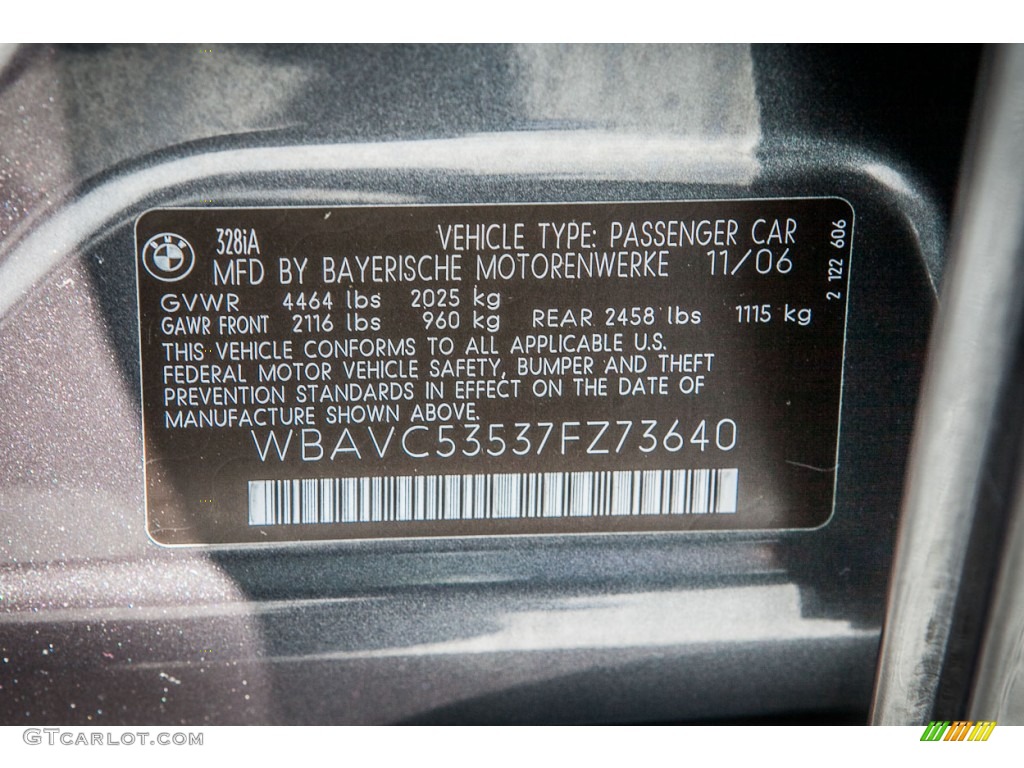 BMW
328iA VEHICLE TYPE: PASSENGER CAR
MFD BY BAYERISCHE MOTORENWERKE 11/06
GVWR 4464 lbs 2025 kg
GAWR FRONT 2116 lbs 960 kg REAR 2458 lbs 1115 kg
THIS VEHICLE CONFORMS TO ALL APPLICABLE U.S.
FEDERAL MOTOR VEHICLE SAFETY, BUMPER AND THEFT
PREVENTION STANDARDS IN EFFECT ON THE DATE OF
MANUFACTURE SHOWN ABOVE.
WBAVC53537FZ73640
2 122 606
GTCARLOT.COM